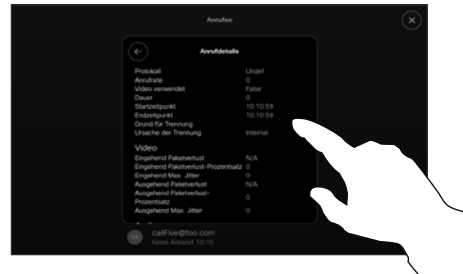 Anrufen
Anrufdetails
Protokoll Undef
Anrufrate 0
Video verwendet False
Dauer 0
Startzeitpunkt 10:10:59
Endzeitpunkt 10:10:59
Grund für Trennung
Ursache der Trennung Internal
Video
Eingehend Paketverlust N/A
Eingehend Paketverlust-Prozentsatz 0
Eingehend Max. Jitter 0
Ausgehend Paketverlust N/A
Ausgehend Paketverlust-
Prozentsatz 0
Ausgehend Max. Jitter 0
callFive@foo.com
Keine Antwort 10:10